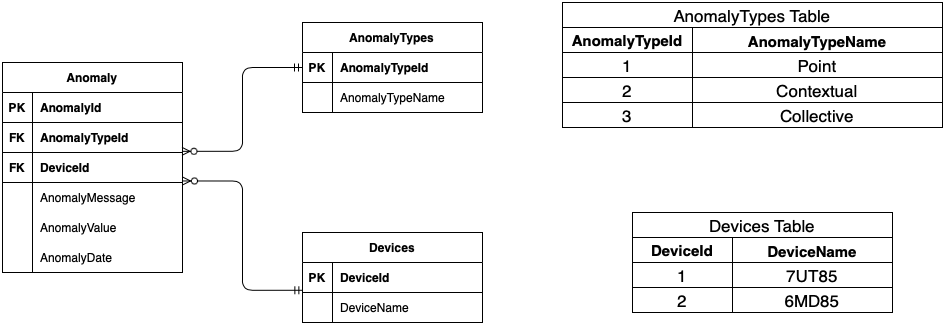 Anomaly
PK AnomalyId
FK AnomalyTypeId
FK DeviceId
AnomalyMessage
AnomalyValue
AnomalyDate
AnomalyTypes
PK AnomalyTypeId
AnomalyTypeName
Devices
PK DeviceId
DeviceName
AnomalyTypes Table
AnomalyTypeId AnomalyTypeName
1 Point
2 Contextual
3 Collective
Devices Table
DeviceId DeviceName
1 7UT85
2 6MD85